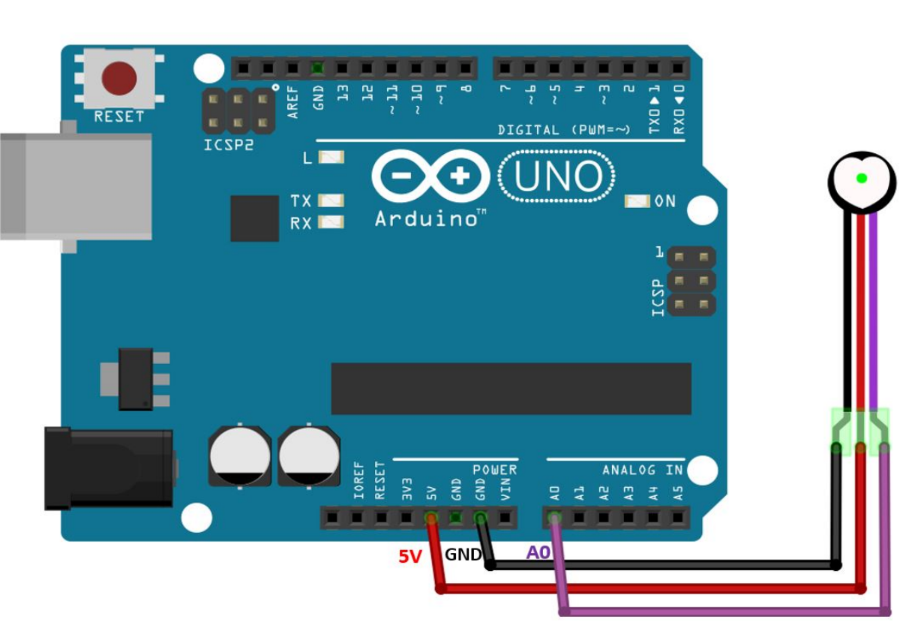 RESET
ICSP2
AREF
GND
13
12
~11
~10
~9
8
7
~6
~5
4
~3
2
TX0▶1
RX0◀0
DIGITAL (PWM=~)
L
TX
RX
UNO
Arduino™
ON
1
ICSP
POWER
ANALOG IN
IOREF
RESET
3V3
5V
GND
GND
VIN
A0
A1
A2
A3
A4
A5
5V
GND
A0